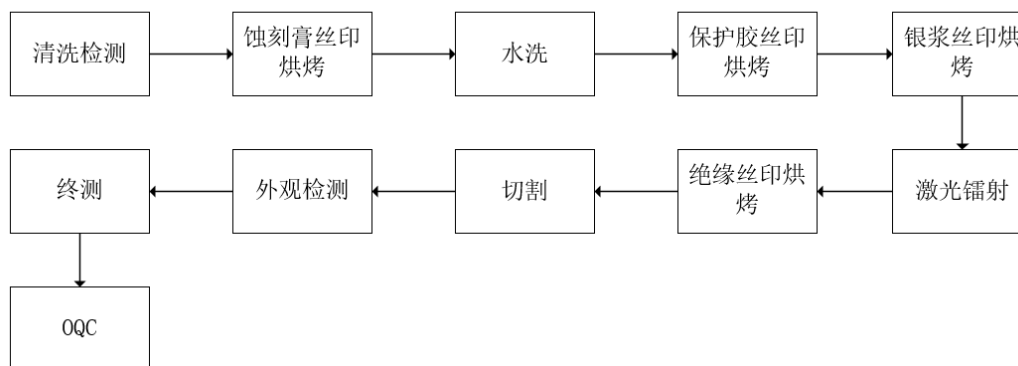 清洗检测
蚀刻膏丝印
烘烤
水洗
保护胶丝印
烘烤
银浆丝印烘
烤
激光镭射
绝缘丝印烘
烤
切割
外观检测
终测
OQC